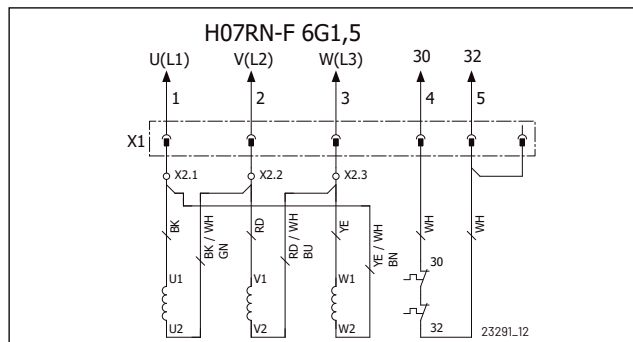 H07RN-F 6G1,5
U(L1) V(L2) W(L3) 30 32
1 2 3 4 5
X1
X2.1 X2.2 X2.3
BK BK / WH GN RD RD / WH BU YE YE / WH BN WH WH
30
U1 V1 W1
U2 V2 W2 32
23291_12